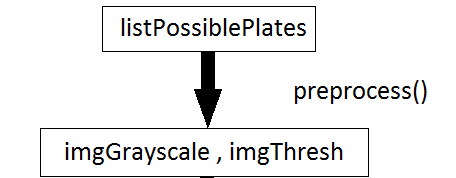 listPossiblePlates
preprocess()
imgGrayscale , imgThresh